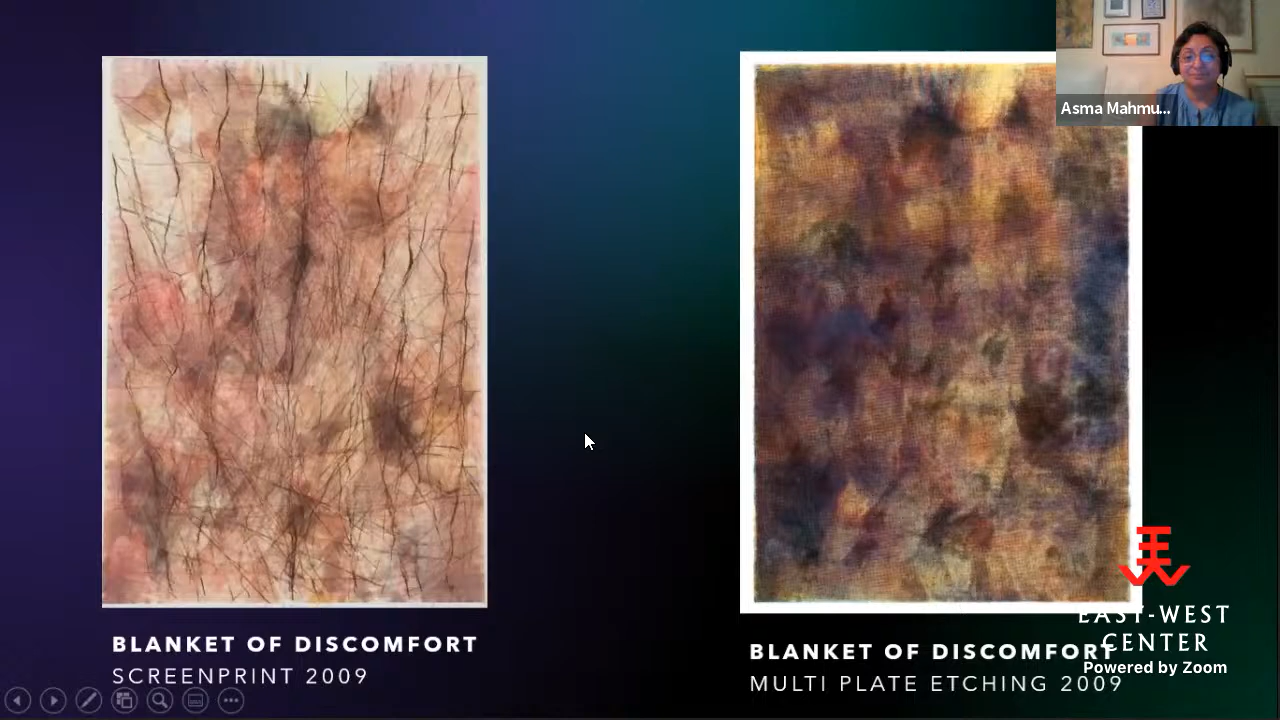 Asma Mahmu...
BLANKET OF DISCOMFORT
SCREENPRINT 2009
BLANKET OF DISCOMFORT
MULTI PLATE ETCHING 2009
EAST-WEST
CENTER
Powered by Zoom